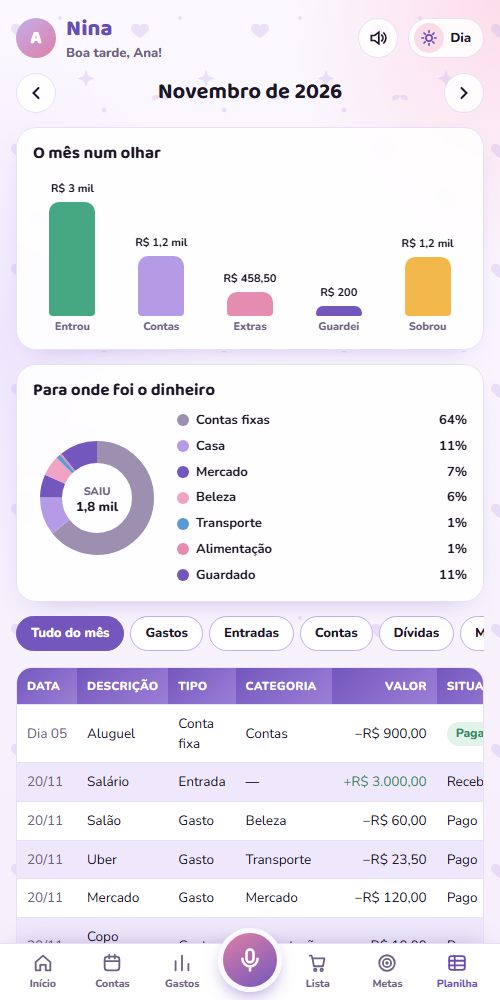 A
Nina
Boa tarde, Ana!
Dia
Novembro de 2026
O mês num olhar
R$ 3 mil
R$ 1,2 mil
R$ 458,50
R$ 200
R$ 1,2 mil
Entrou Contas Extras Guardei Sobrou
Para onde foi o dinheiro
SAIU
1,8 mil
Contas fixas 64%
Casa 11%
Mercado 7%
Beleza 6%
Transporte 1%
Alimentação 1%
Guardado 11%
Tudo do mês Gastos Entradas Contas Dívidas M
DATA DESCRIÇÃO TIPO CATEGORIA VALOR SITUA
Dia 05 Aluguel Conta fixa Contas −R$ 900,00 Paga
20/11 Salário Entrada — +R$ 3.000,00 Receb
20/11 Salão Gasto Beleza −R$ 60,00 Pago
20/11 Uber Gasto Transporte −R$ 23,50 Pago
20/11 Mercado Gasto Mercado −R$ 120,00 Pago
Copo
Início Contas Gastos Lista Metas Planilha